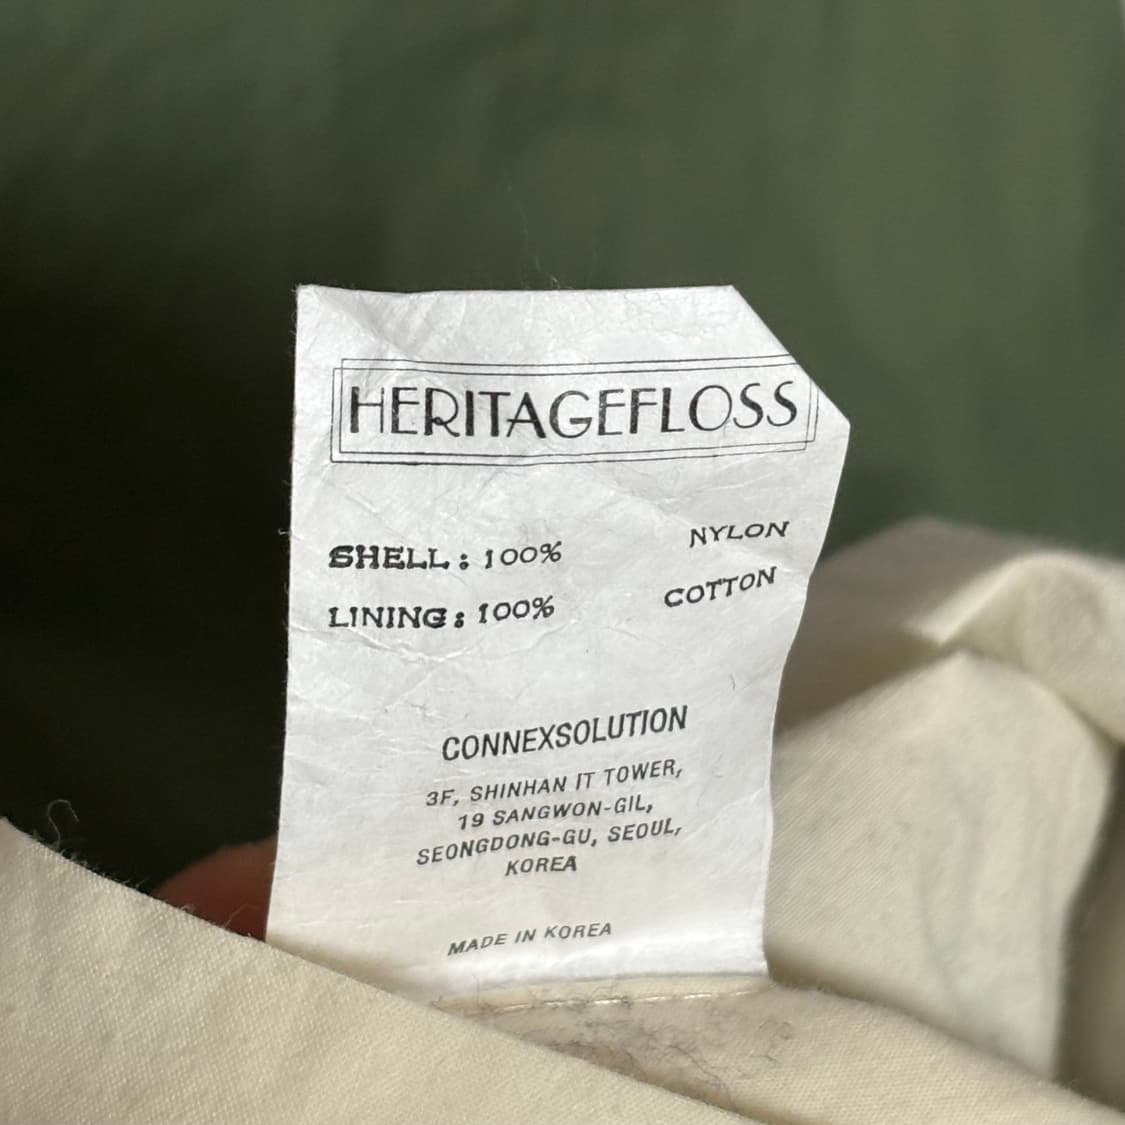 HERITAGEFLOSS
SHELL : 100% NYLON
LINING : 100% COTTON
CONNEXSOLUTION
3F, SHINHAN IT TOWER,
19 SANGWON-GIL,
SEONGDONG-GU, SEOUL,
KOREA
MADE IN KOREA